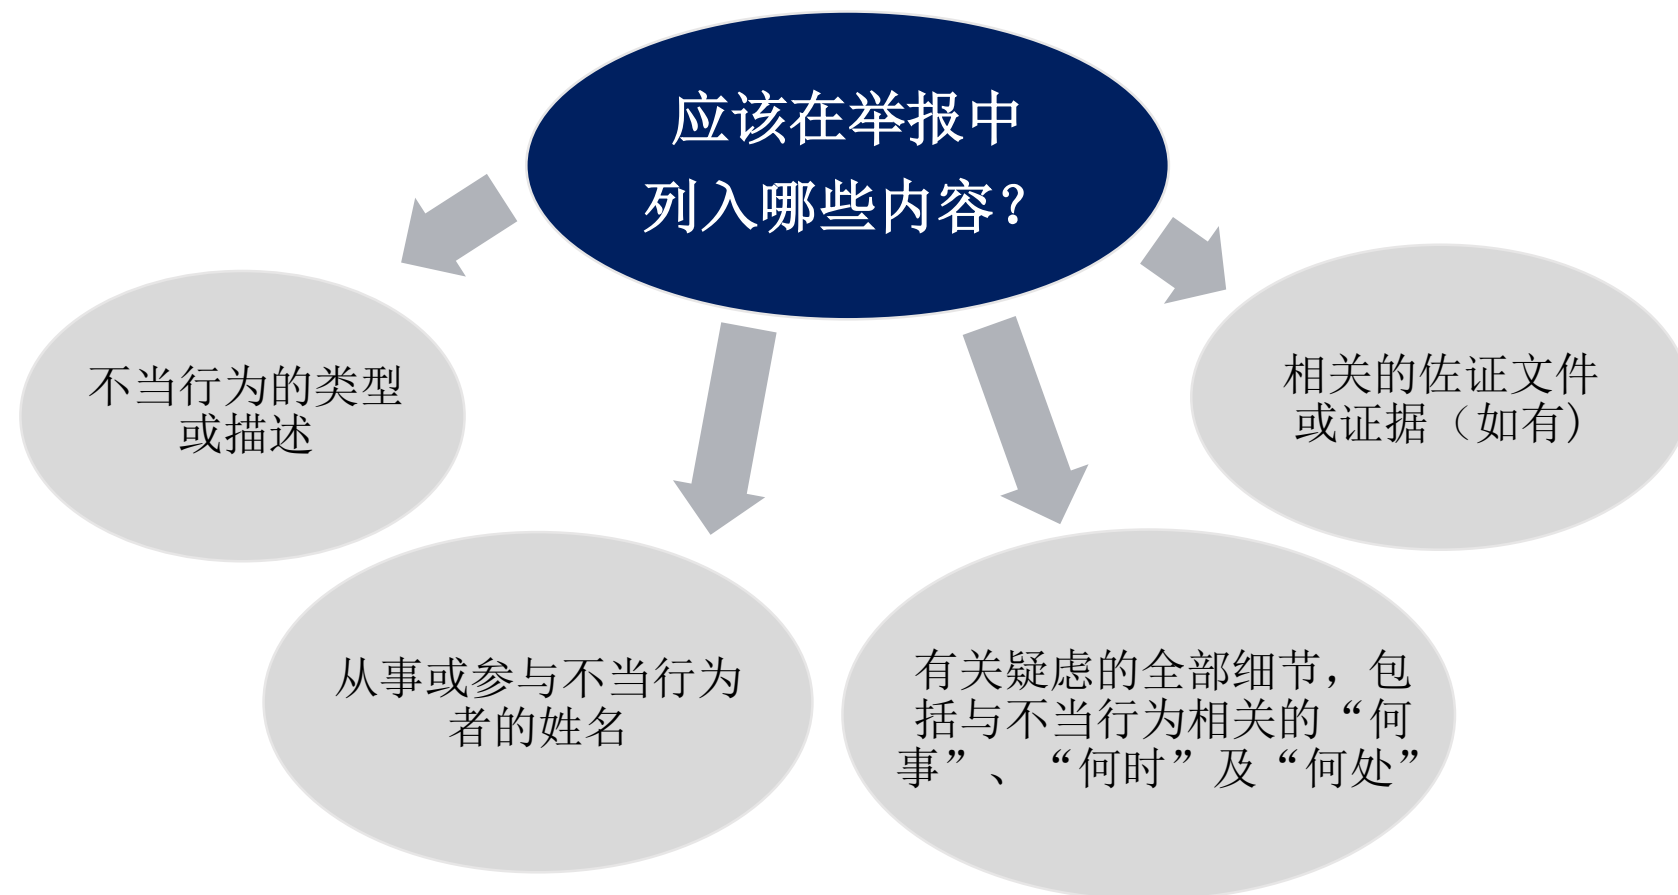 应该在举报中
列入哪些内容？
不当行为的类型
或描述
从事或参与不当行为
者的姓名
有关疑虑的全部细节，包
括与不当行为相关的“何
事”、“何时”及“何处”
相关的佐证文件
或证据（如有)